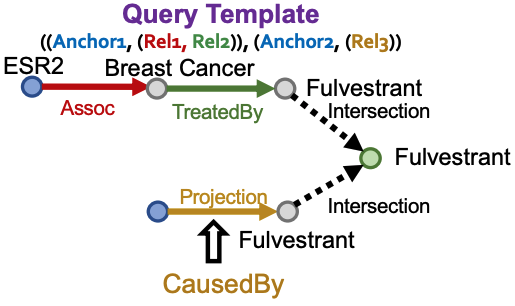 Query Template
((Anchor1, (Rel1, Rel2)), (Anchor2, (Rel3))
ESR2
Breast Cancer
Assoc
TreatedBy
Fulvestrant
Intersection
Fulvestrant
Projection
Intersection
Fulvestrant
CausedBy